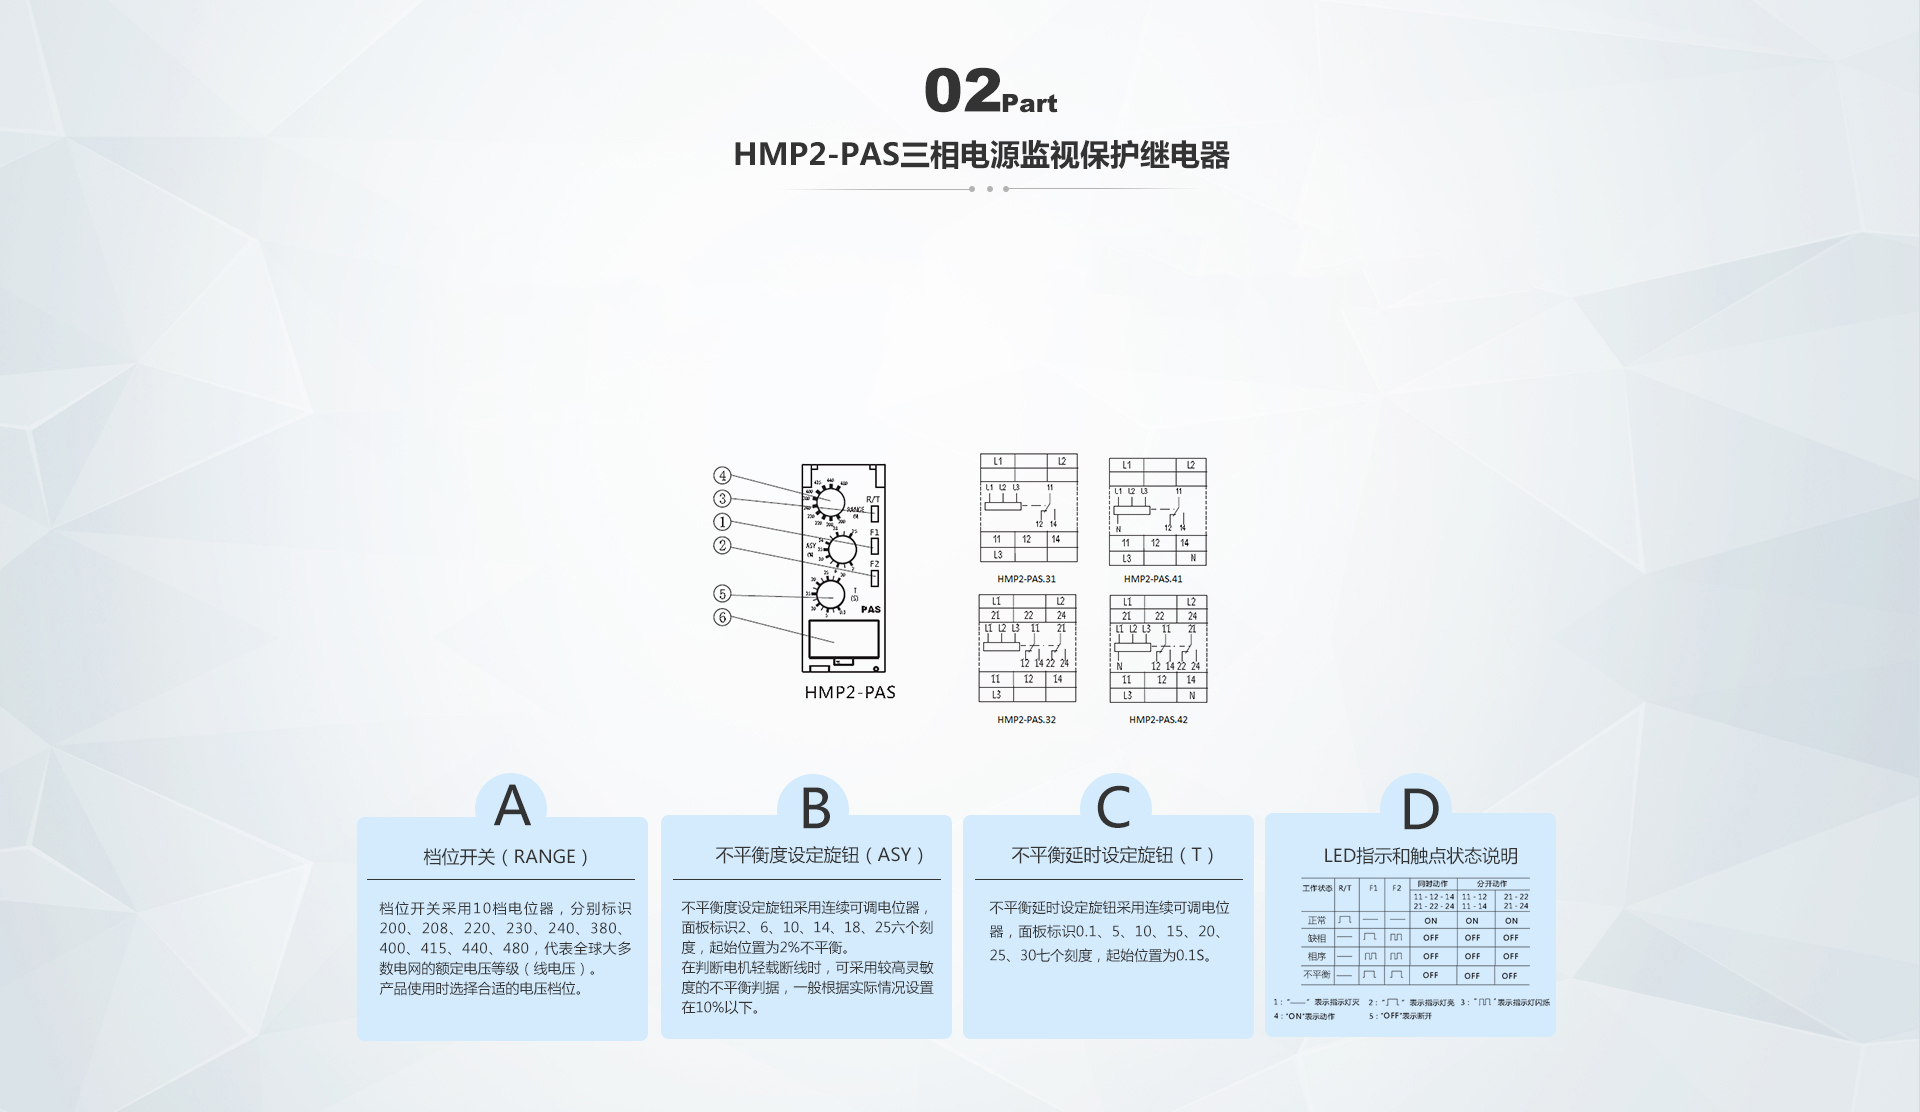 02Part
HMP2-PAS三相电源监视保护继电器
④
③
①
②
⑤
⑥
R/T
RANGE
F1
ASY
F2
T
(S)
PAS
HMP2-PAS
L1 L2
L1 L2 L3 11
12 14
11 12 14
L3
HMP2-PAS.31
L1 L2
L1 L2 L3 11
N 12 14
11 12 14
L3 N
HMP2-PAS.41
L1 L2
21 22 24
L1 L2 L3 11 21
12 14 22 24
11 12 14
L3
HMP2-PAS.32
L1 L2
21 22 24
L1 L2 L3 11 21
N 12 14 22 24
11 12 14
L3 N
HMP2-PAS.42
A
档位开关（RANGE）
档位开关采用10档电位器，分别标识
200、208、220、230、240、380、
400、415、440、480，代表全球大多
数电网的额定电压等级（线电压）。
产品使用时选择合适的电压档位。
B
不平衡度设定旋钮（ASY）
不平衡度设定旋钮采用连续可调电位器，
面板标识2、6、10、14、18、25六个刻
度，起始位置为2%不平衡。
在判断电机轻载断线时，可采用较高灵敏
度的不平衡判据，一般根据实际情况设置
在10%以下。
C
不平衡延时设定旋钮（T）
不平衡延时设定旋钮采用连续可调电位
器，面板标识0.1、5、10、15、20、
25、30七个刻度，起始位置为0.1S。
D
LED指示和触点状态说明
工作状态 R/T F1 F2 同时动作 分开动作
11-12-14 11-12 21-22
21-22-24 11-14 21-24
正常 ON ON ON
缺相 OFF OFF OFF
相序 OFF OFF OFF
不平衡 OFF OFF OFF
1：“——” 表示指示灯灭 2：“ ” 表示指示灯亮 3：“ ”表示指示灯闪烁
4：“ON”表示动作 5：“OFF”表示断开